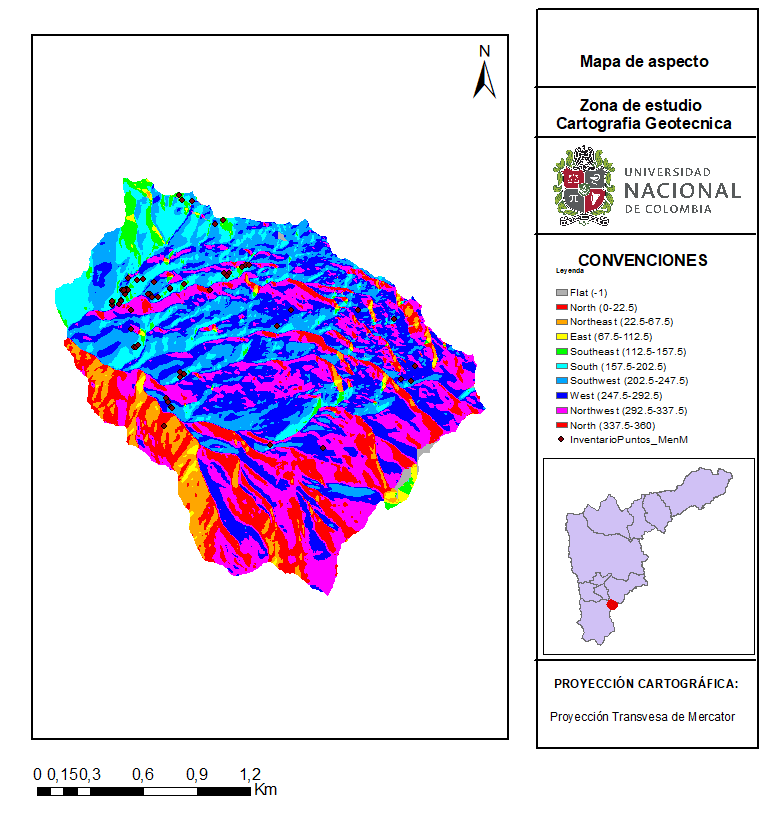 N
Mapa de aspecto
Zona de estudio
Cartografia Geotecnica
UNIVERSIDAD
NACIONAL
DE COLOMBIA
CONVENCIONES
Leyenda
Flat (-1)
North (0-22.5)
Northeast (22.5-67.5)
East (67.5-112.5)
Southeast (112.5-157.5)
South (157.5-202.5)
Southwest (202.5-247.5)
West (247.5-292.5)
Northwest (292.5-337.5)
North (337.5-360)
InventarioPuntos_MenM
PROYECCIÓN CARTOGRÁFICA:
Proyección Transvesa de Mercator
0 0,150,3 0,6 0,9 1,2
Km